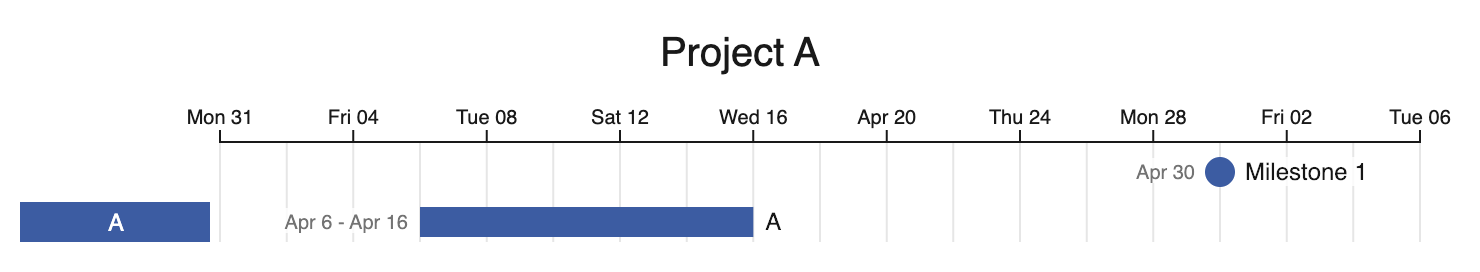 Project A
Mon 31 Fri 04 Tue 08 Sat 12 Wed 16 Apr 20 Thu 24 Mon 28 Fri 02 Tue 06
Apr 30 Milestone 1
A Apr 6 - Apr 16 A